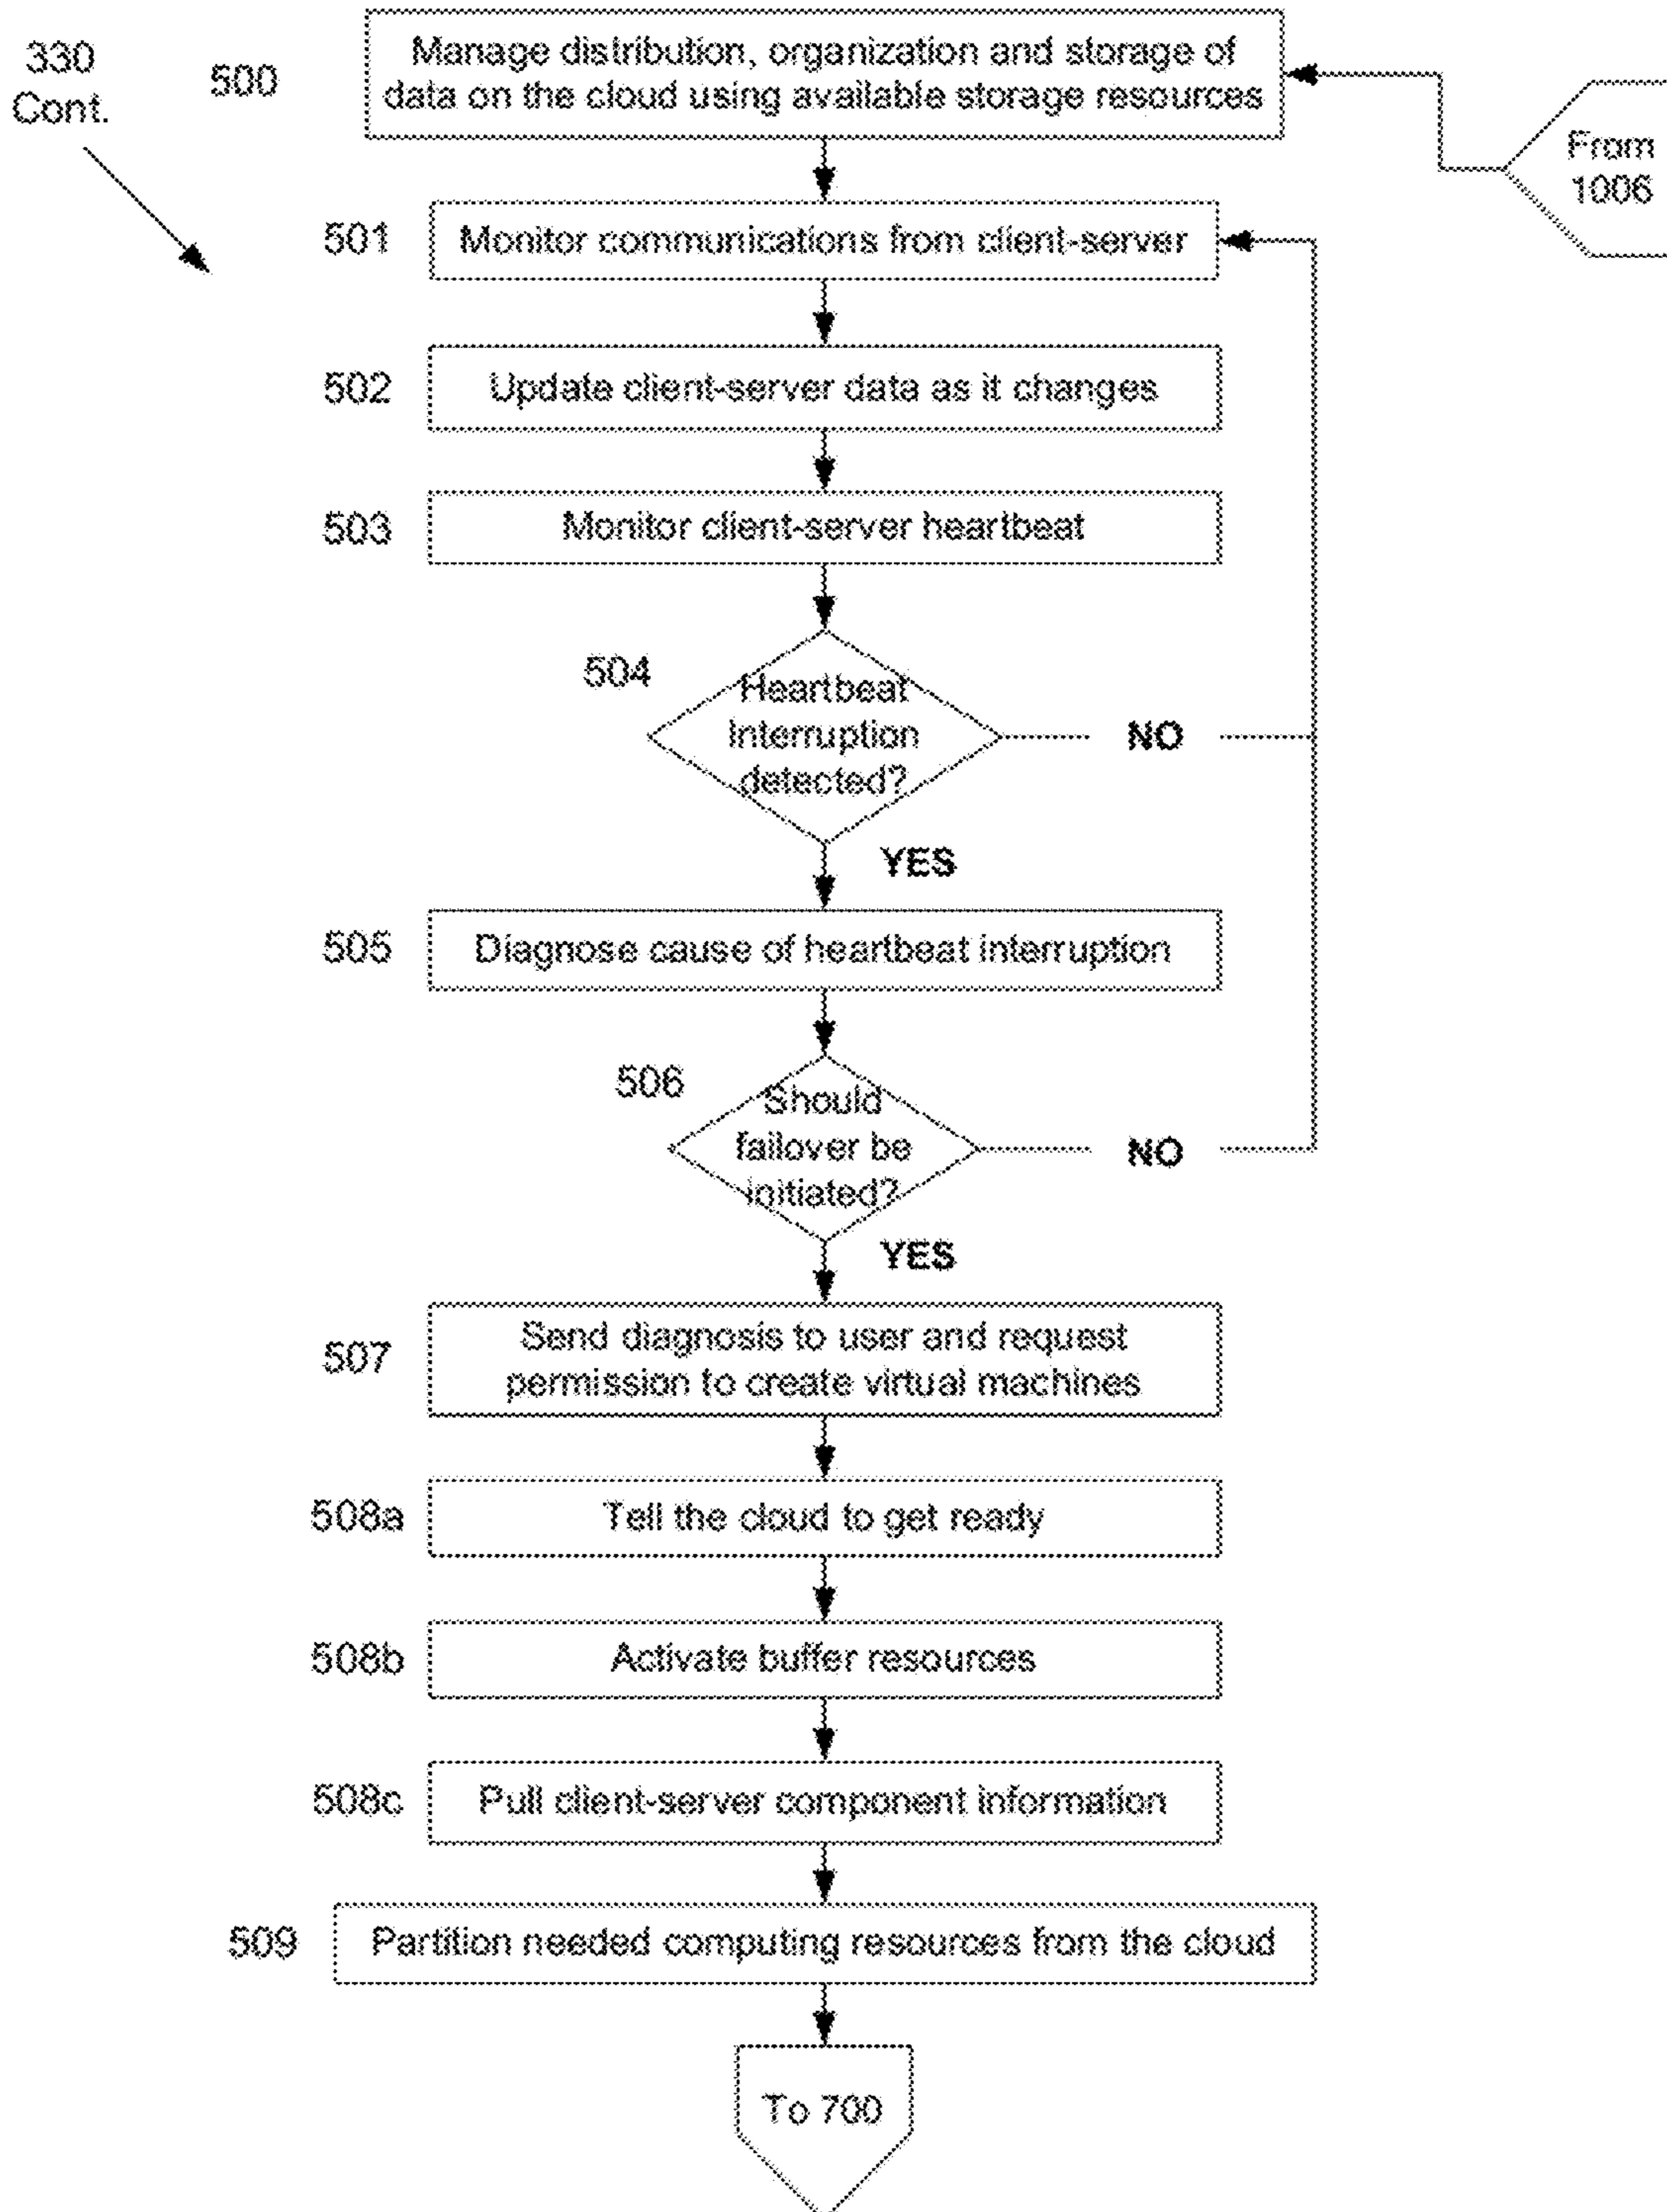 330
Cont.
500
Manage distribution, organization and storage of
data on the cloud using available storage resources
From
1006
501
Monitor communications from client-server
502
Update client-server data as it changes
503
Monitor client-server heartbeat
504
Heartbeat
Interruption
detected?
NO
YES
505
Diagnose cause of heartbeat interruption
506
Should
failover be
initiated?
NO
YES
507
Send diagnosis to user and request
permission to create virtual machines
508a
Tell the cloud to get ready
508b
Activate buffer resources
508c
Pull client-server component information
509
Partition needed computing resources from the cloud
To 700